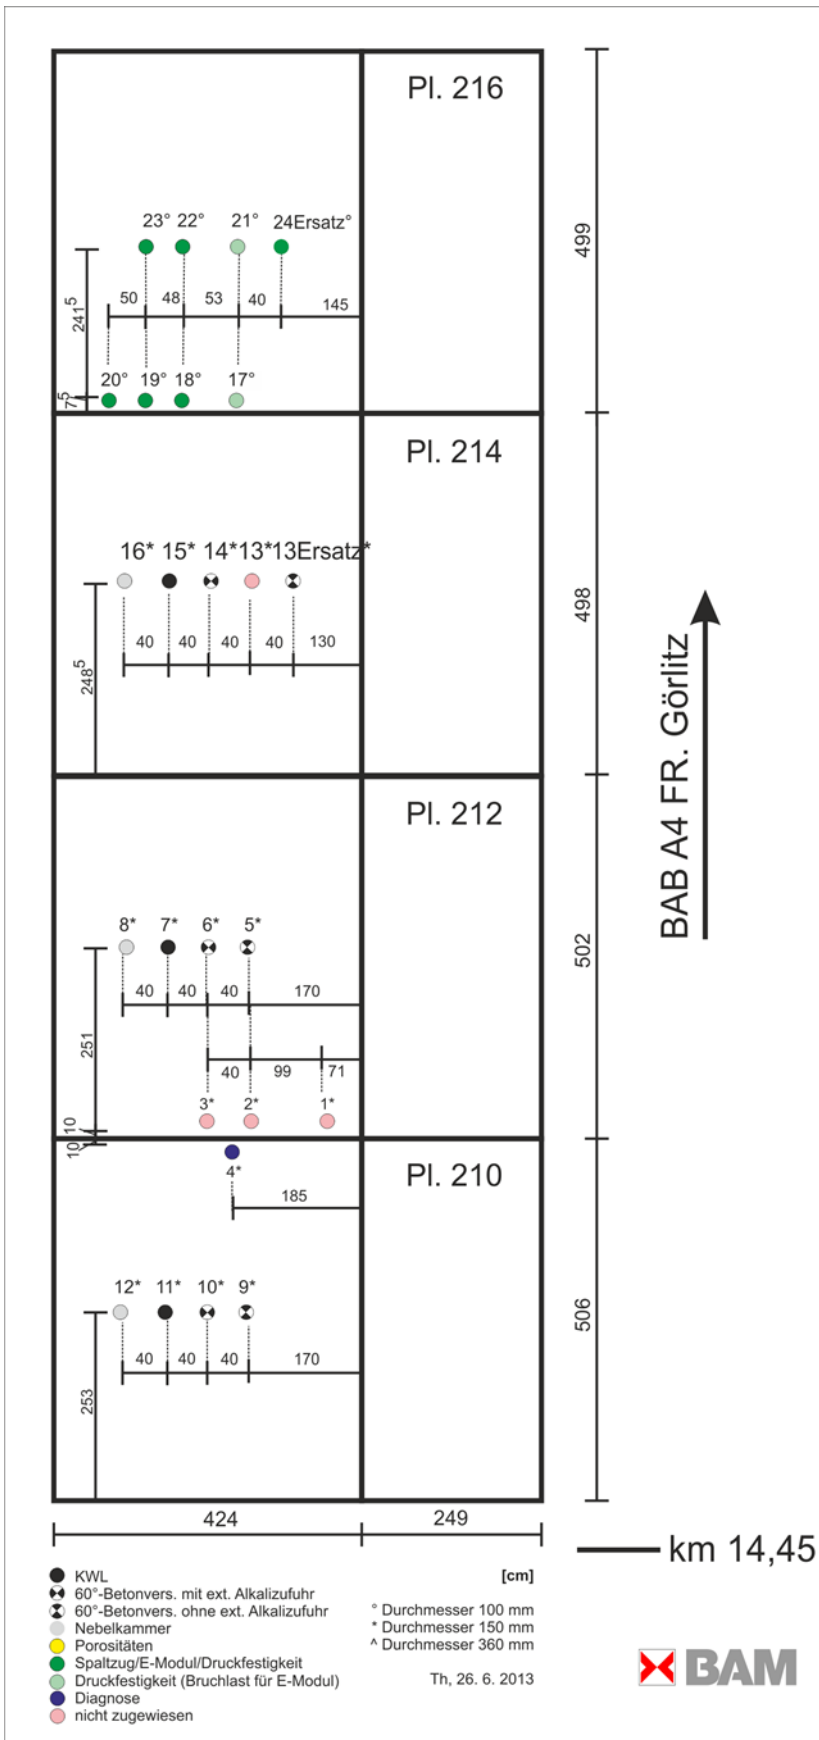 Pl. 216
23° 22° 21° 24Ersatz°
499
50 48 53 40 145
241⁵
20° 19° 18° 17°
7⁵
Pl. 214
16* 15* 14* 13* 13Ersatz*
498
40 40 40 40 130
248⁵
BAB A4 FR. Görlitz
Pl. 212
8* 7* 6* 5*
502
40 40 40 170
251
40 99 71
3* 2* 1*
10
10
Pl. 210
4*
185
12* 11* 10* 9*
506
40 40 40 170
253
424 249
km 14,45
KWL
60°-Betonvers. mit ext. Alkalizufuhr
60°-Betonvers. ohne ext. Alkalizufuhr
Nebelkammer
Porositäten
Spaltzug/E-Modul/Druckfestigkeit
Druckfestigkeit (Bruchlast für E-Modul)
Diagnose
nicht zugewiesen
[cm]
° Durchmesser 100 mm
* Durchmesser 150 mm
^ Durchmesser 360 mm
Th, 26. 6. 2013
BAM